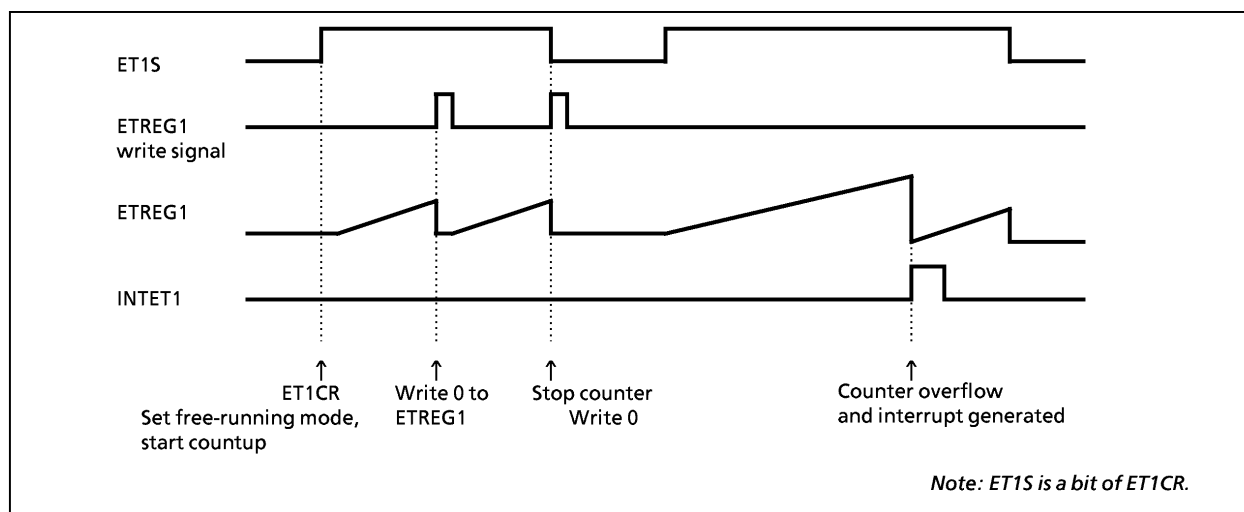 ET1S
ETREG1
write signal
ETREG1
INTET1
ET1CR
Set free-running mode,
start countup
Write 0 to
ETREG1
Stop counter
Write 0
Counter overflow
and interrupt generated
Note: ET1S is a bit of ET1CR.